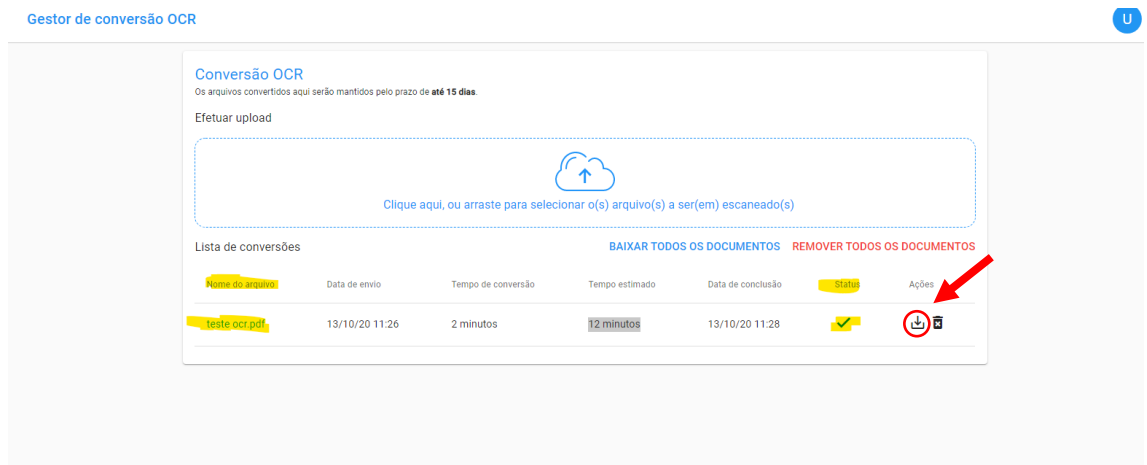 Gestor de conversão OCR
U
Conversão OCR
Os arquivos convertidos aqui serão mantidos pelo prazo de até 15 dias.
Efetuar upload
Clique aqui, ou arraste para selecionar o(s) arquivo(s) a ser(em) escaneado(s)
Lista de conversões BAIXAR TODOS OS DOCUMENTOS REMOVER TODOS OS DOCUMENTOS
Nome do arquivo Data de envio Tempo de conversão Tempo estimado Data de conclusão Status Ações
teste ocr.pdf 13/10/20 11:26 2 minutos 12 minutos 13/10/20 11:28